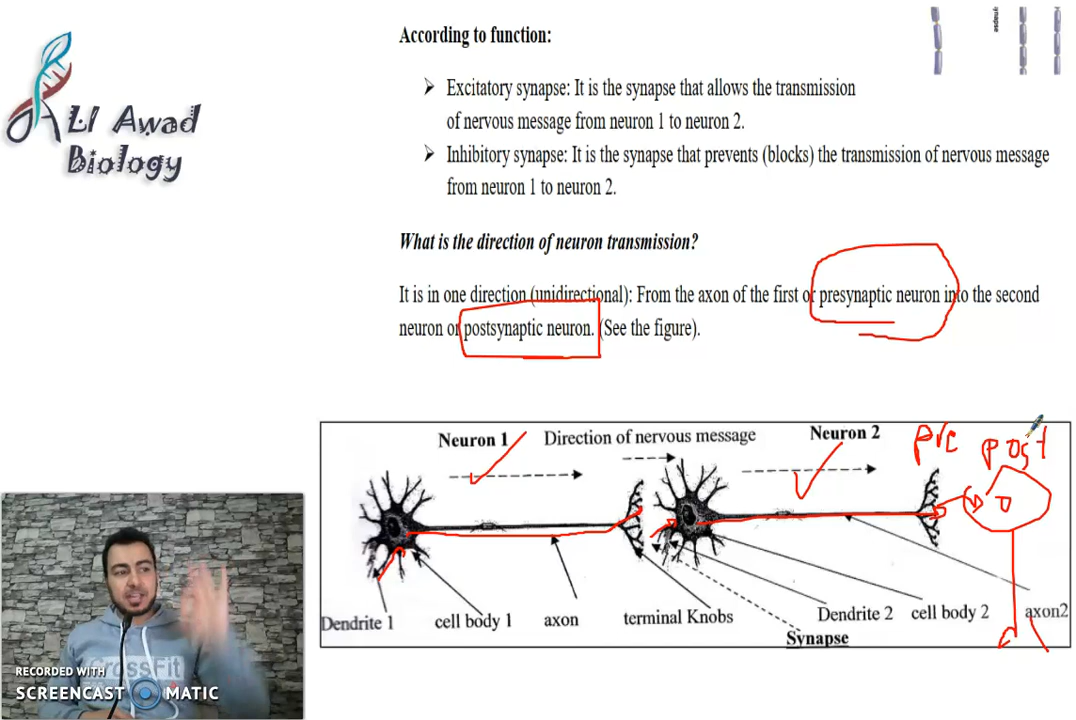 According to function:
ynapse
➢ Excitatory synapse: It is the synapse that allows the transmission
of nervous message from neuron 1 to neuron 2.
➢ Inhibitory synapse: It is the synapse that prevents (blocks) the transmission of nervous message
from neuron 1 to neuron 2.
ALI Awad
Biology
What is the direction of neuron transmission?
It is in one direction (unidirectional): From the axon of the first or presynaptic neuron into the second
neuron or postsynaptic neuron. (See the figure).
Neuron 1 Direction of nervous message Neuron 2 pre post
Dendrite 1 cell body 1 axon terminal Knobs Dendrite 2 cell body 2 axon2
Synapse
CrossFit
RECORDED WITH
SCREENCAST MATIC